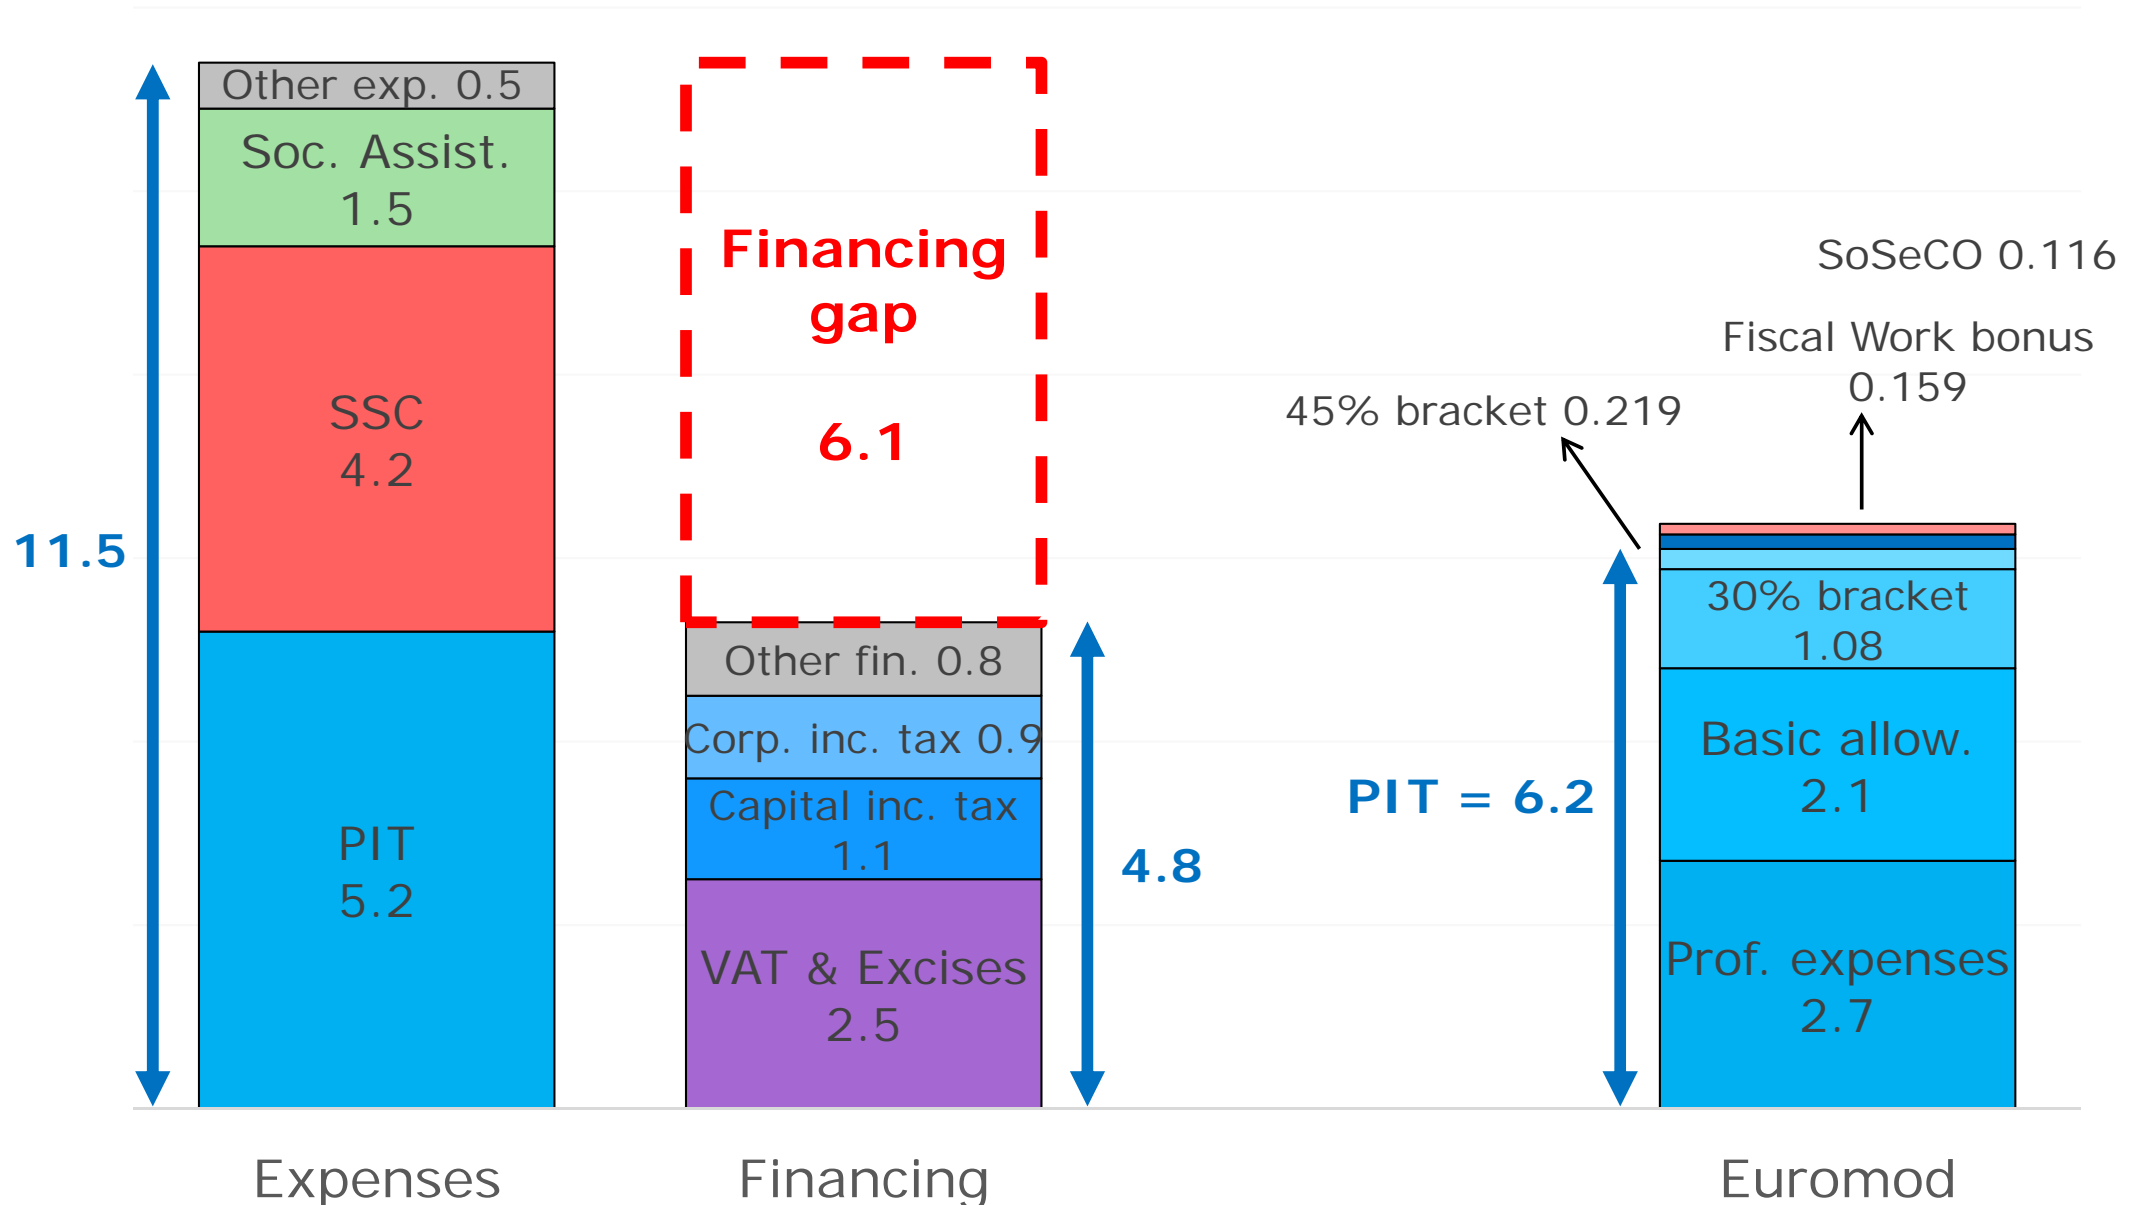 Other exp. 0.5
Soc. Assist.
1.5
SSC
4.2
11.5
PIT
5.2
Expenses
Financing
gap
6.1
Other fin. 0.8
Corp. inc. tax 0.9
Capital inc. tax
1.1
4.8
VAT & Excises
2.5
Financing
SoSeCO 0.116
Fiscal Work bonus
0.159
45% bracket 0.219
30% bracket
1.08
Basic allow.
2.1
PIT = 6.2
Prof. expenses
2.7
Euromod